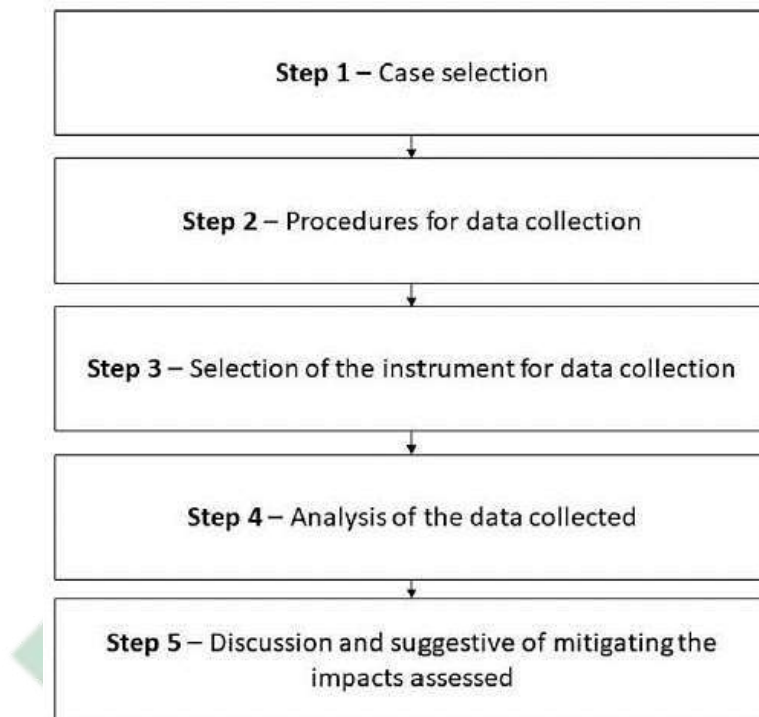 Step 1 – Case selection
Step 2 – Procedures for data collection
Step 3 – Selection of the instrument for data collection
Step 4 – Analysis of the data collected
Step 5 – Discussion and suggestive of mitigating the
impacts assessed